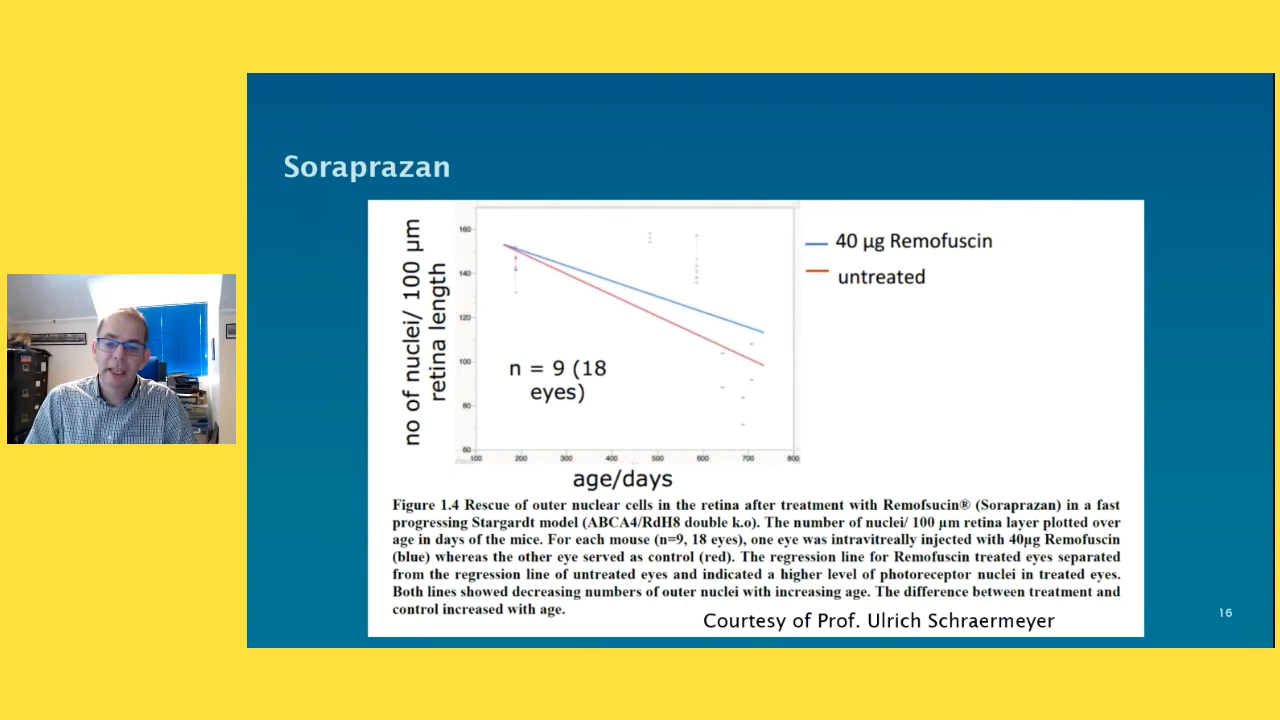 Soraprazan
no of nuclei/ 100 µm
retina length
160
140
120
100
80
60
n = 9 (18
eyes)
100
200
300
400
500
600
700
800
age/days
40 µg Remofuscin
untreated
Figure 1.4 Rescue of outer nuclear cells in the retina after treatment with Remofsucin® (Soraprazan) in a fast
progressing Stargardt model (ABCA4/RdH8 double k.o). The number of nuclei/ 100 µm retina layer plotted over
age in days of the mice. For each mouse (n=9, 18 eyes), one eye was intravitreally injected with 40µg Remofuscin
(blue) whereas the other eye served as control (red). The regression line for Remofuscin treated eyes separated
from the regression line of untreated eyes and indicated a higher level of photoreceptor nuclei in treated eyes.
Both lines showed decreasing numbers of outer nuclei with increasing age. The difference between treatment and
control increased with age.
Courtesy of Prof. Ulrich Schraermeyer
16